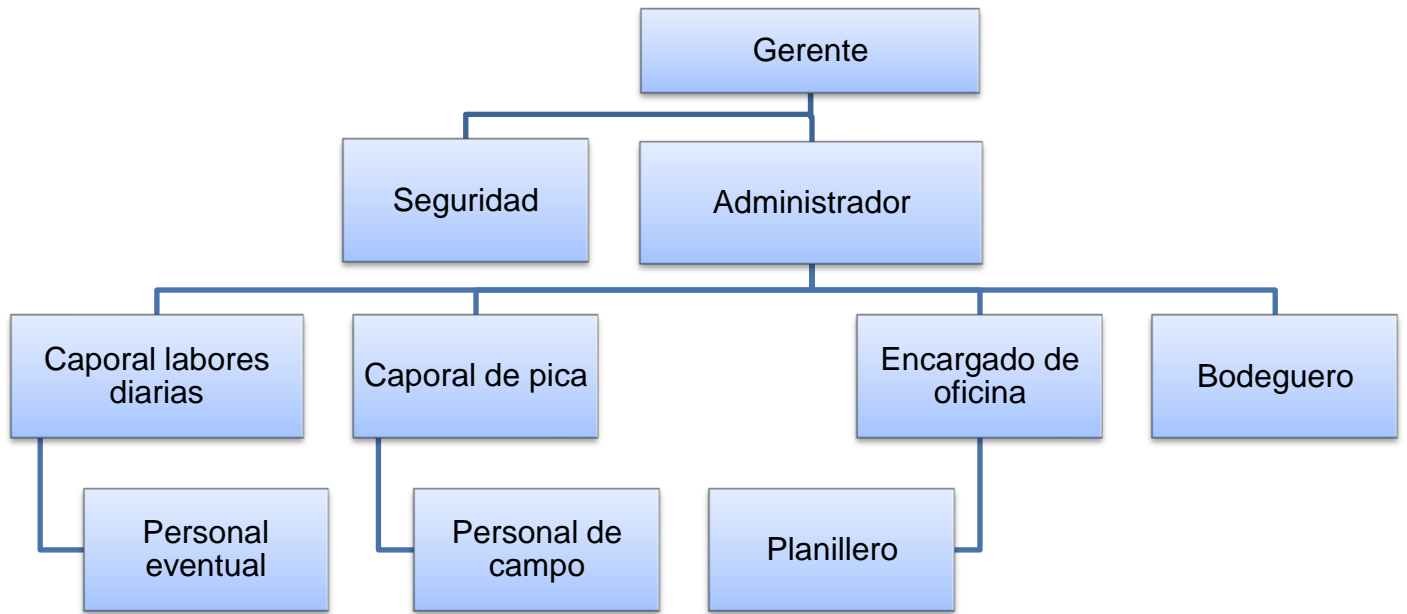 Gerente
Seguridad
Administrador
Caporal labores
diarias
Caporal de pica
Encargado de
oficina
Bodeguero
Personal
eventual
Personal de
campo
Planillero